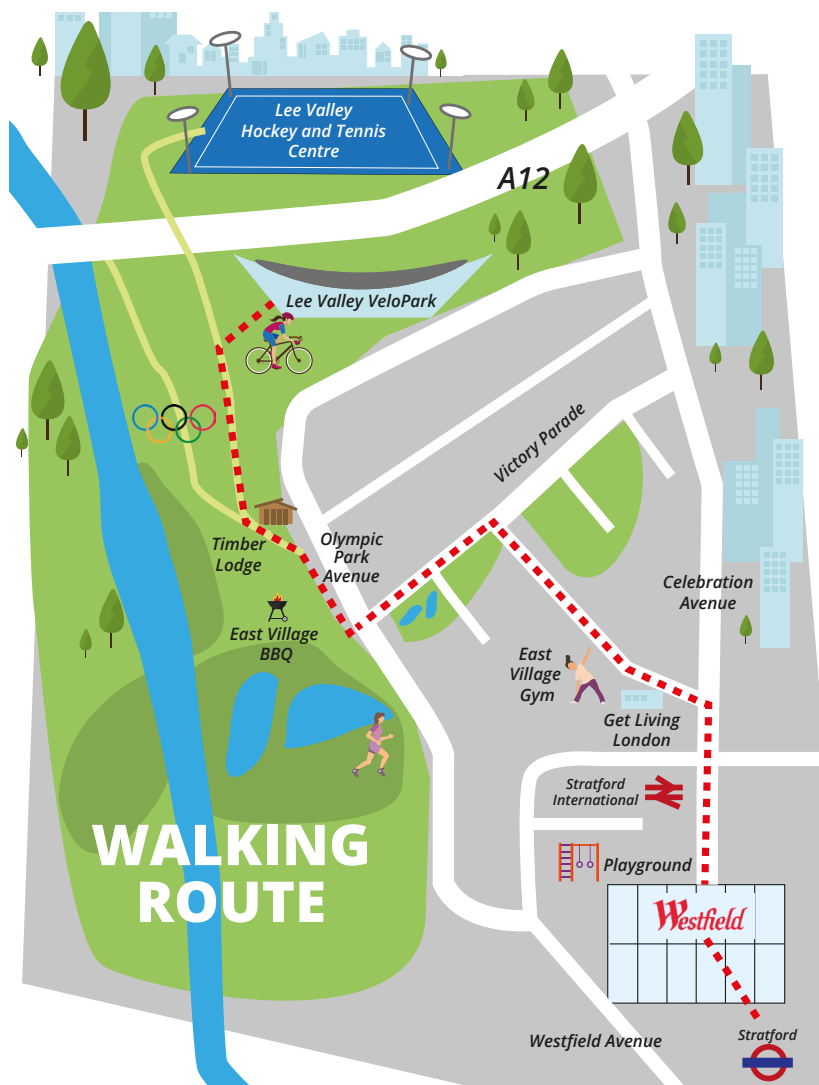 Lee Valley
Hockey and Tennis
Centre
A12
Lee Valley VeloPark
Victory Parade
Timber
Lodge
Olympic
Park
Avenue
Celebration
Avenue
East Village
BBQ
East
Village
Gym
Get Living
London
Stratford
International
WALKING
ROUTE
Playground
Westfield
Westfield Avenue
Stratford